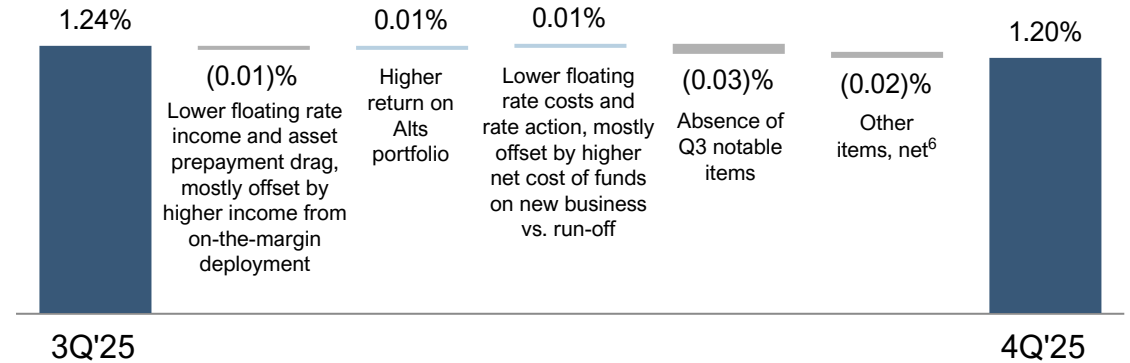 1.24%
(0.01)%
Lower floating rate
income and asset
prepayment drag,
mostly offset by
higher income from
on-the-margin
deployment
0.01%
Higher
return on
Alts
portfolio
0.01%
Lower floating
rate costs and
rate action, mostly
offset by higher
net cost of funds
on new business
vs. run-off
(0.03)%
Absence of
Q3 notable
items
(0.02)%
Other
items, net⁶
1.20%
3Q'25
4Q'25